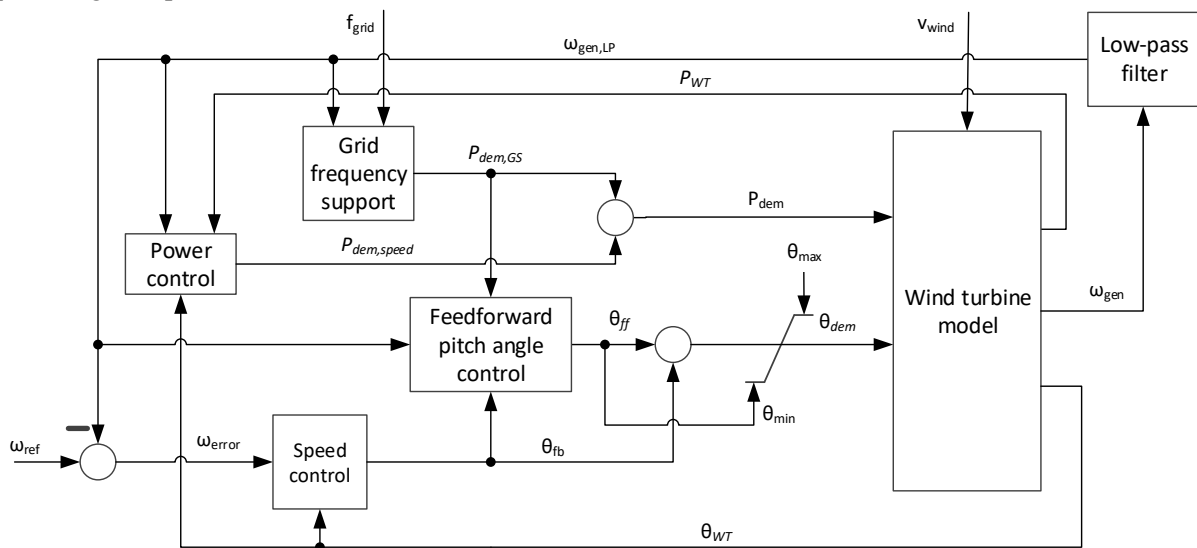 f_grid
v_wind
ω_gen,LP
Low-pass
filter
P_WT
Grid
frequency
support
P_dem,GS
P_dem
Power
control
P_dem,speed
θ_max
Wind turbine
model
ω_gen
Feedforward
pitch angle
control
θ_ff
θ_dem
θ_min
−
ω_ref
ω_error
Speed
control
θ_fb
θ_WT